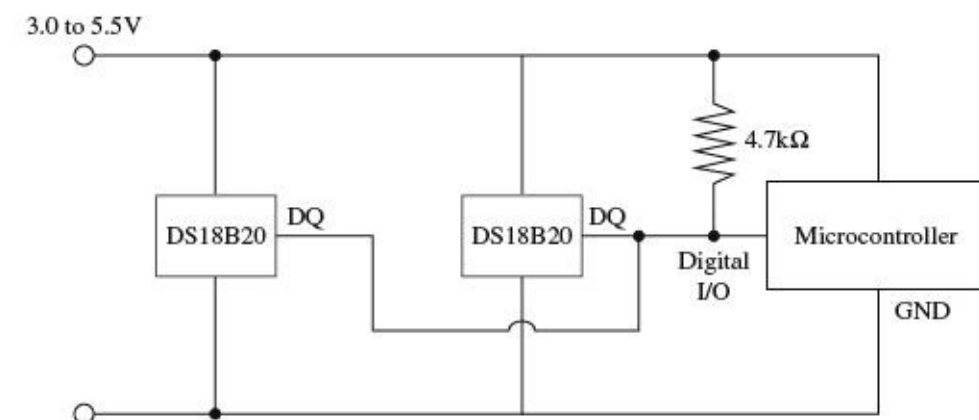 3.0 to 5.5V
4.7kΩ
DS18B20
DQ
DS18B20
DQ
Digital
I/O
Microcontroller
GND